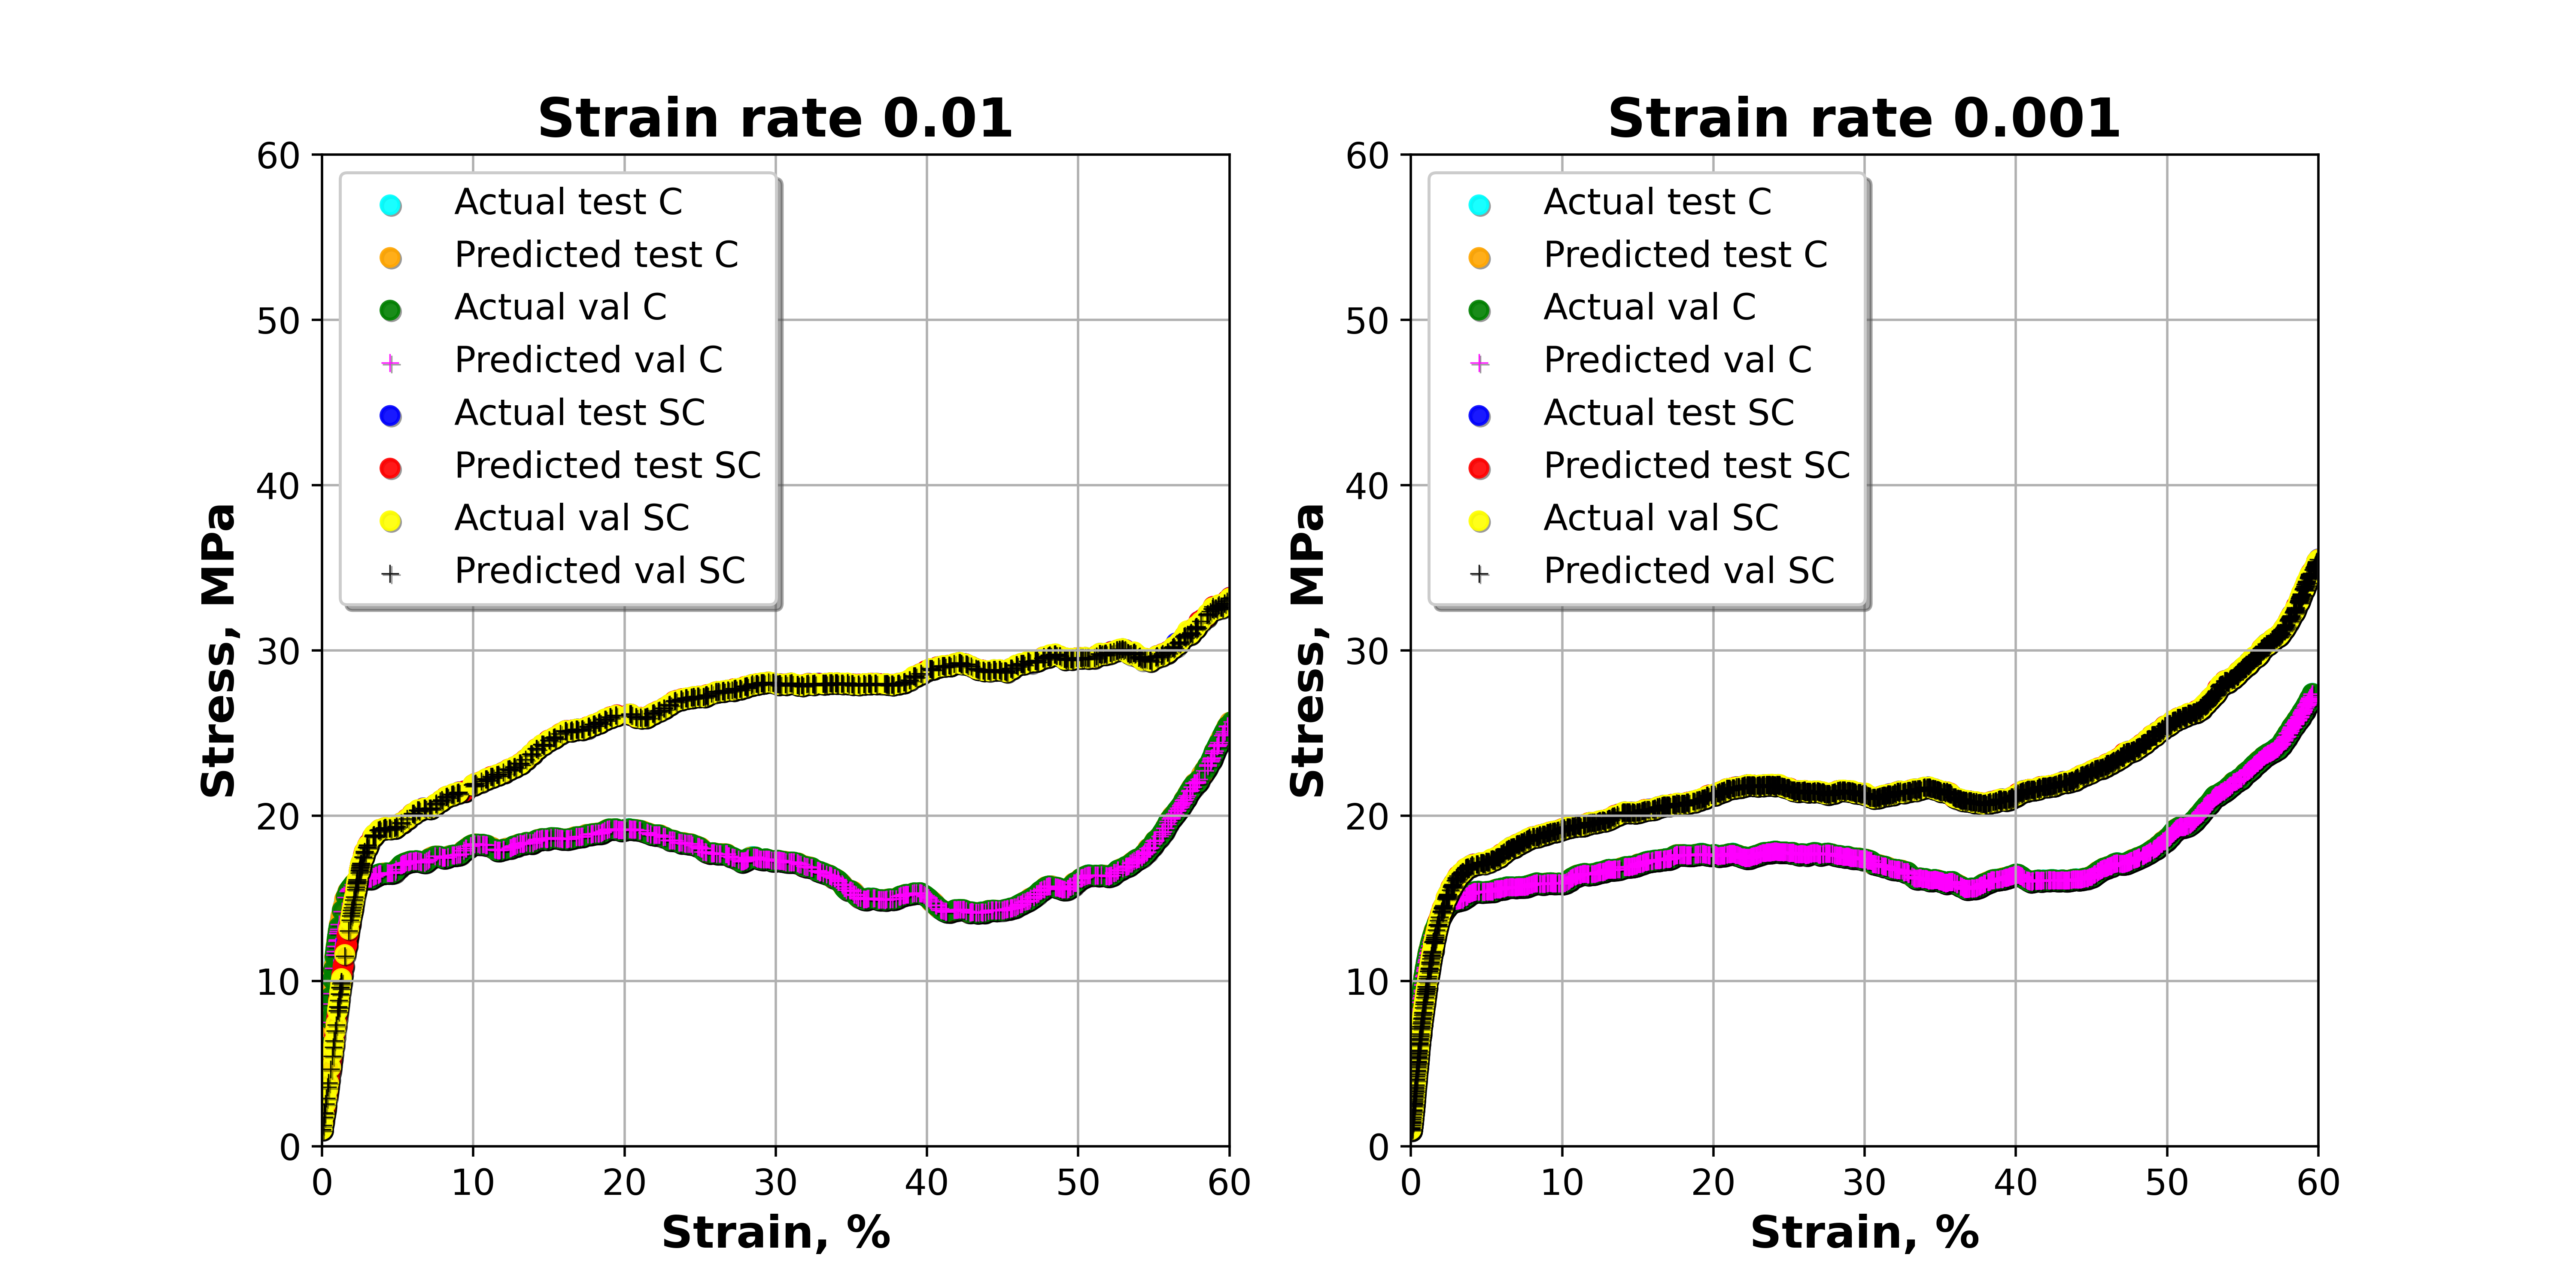 Strain rate 0.01
60
50
40
30
20
10
0
Stress, MPa
Actual test C
Predicted test C
Actual val C
Predicted val C
Actual test SC
Predicted test SC
Actual val SC
Predicted val SC
0 10 20 30 40 50 60
Strain, %
Strain rate 0.001
60
50
40
30
20
10
0
Stress, MPa
Actual test C
Predicted test C
Actual val C
Predicted val C
Actual test SC
Predicted test SC
Actual val SC
Predicted val SC
0 10 20 30 40 50 60
Strain, %